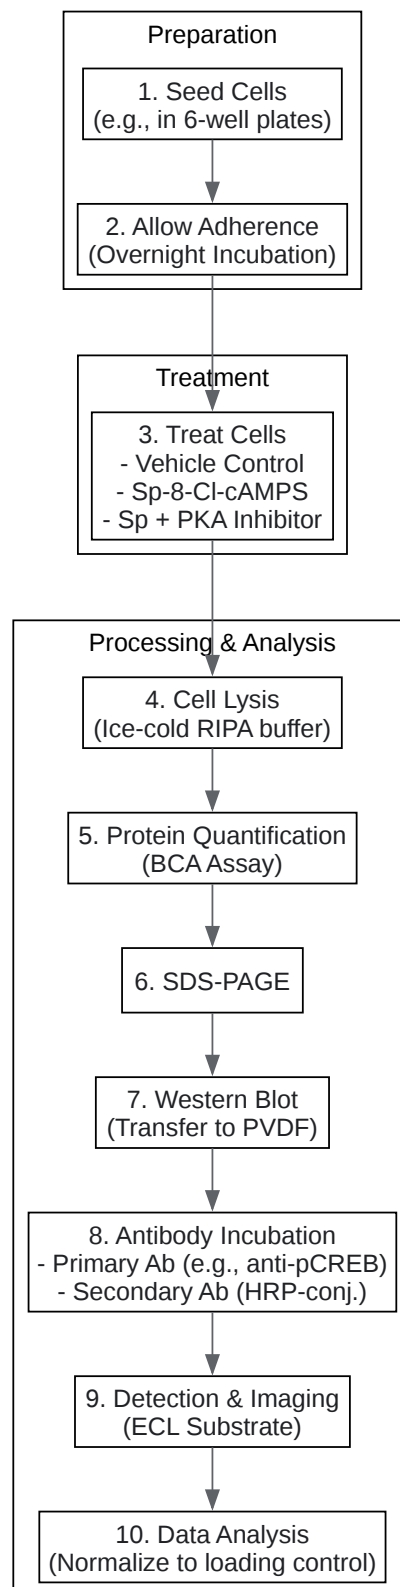 Preparation
1. Seed Cells
(e.g., in 6-well plates)
2. Allow Adherence
(Overnight Incubation)
Treatment
3. Treat Cells
- Vehicle Control
- Sp-8-Cl-cAMPS
- Sp + PKA Inhibitor
Processing & Analysis
4. Cell Lysis
(Ice-cold RIPA buffer)
5. Protein Quantification
(BCA Assay)
6. SDS-PAGE
7. Western Blot
(Transfer to PVDF)
8. Antibody Incubation
- Primary Ab (e.g., anti-pCREB)
- Secondary Ab (HRP-conj.)
9. Detection & Imaging
(ECL Substrate)
10. Data Analysis
(Normalize to loading control)